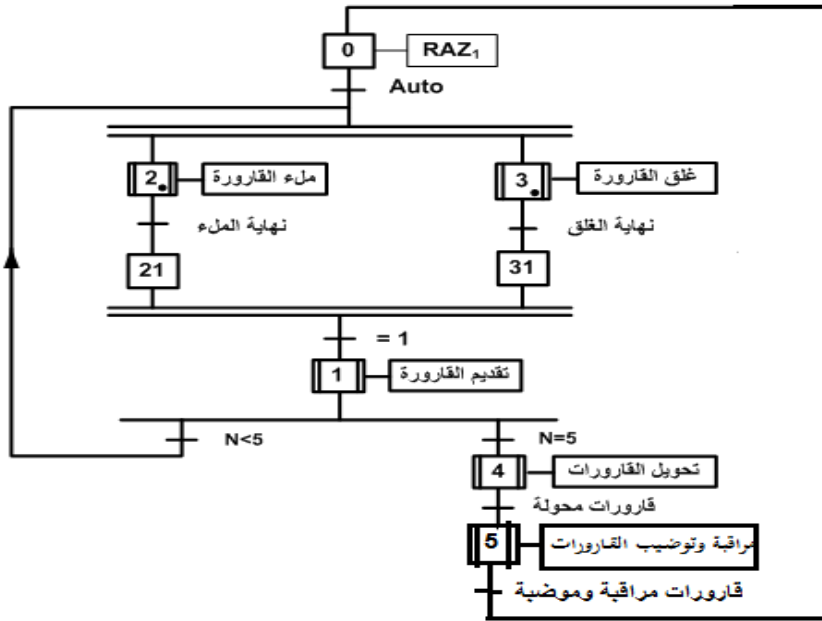 0
RAZ₁
Auto
2
ملء القارورة
3
غلق القارورة
نهاية الملء
نهاية الغلق
21
31
= 1
1
تقديم القارورة
N<5
N=5
4
تحويل القارورات
قارورات محولة
5
مراقبة وتوضيب القارورات
قارورات مراقبة وموضبة